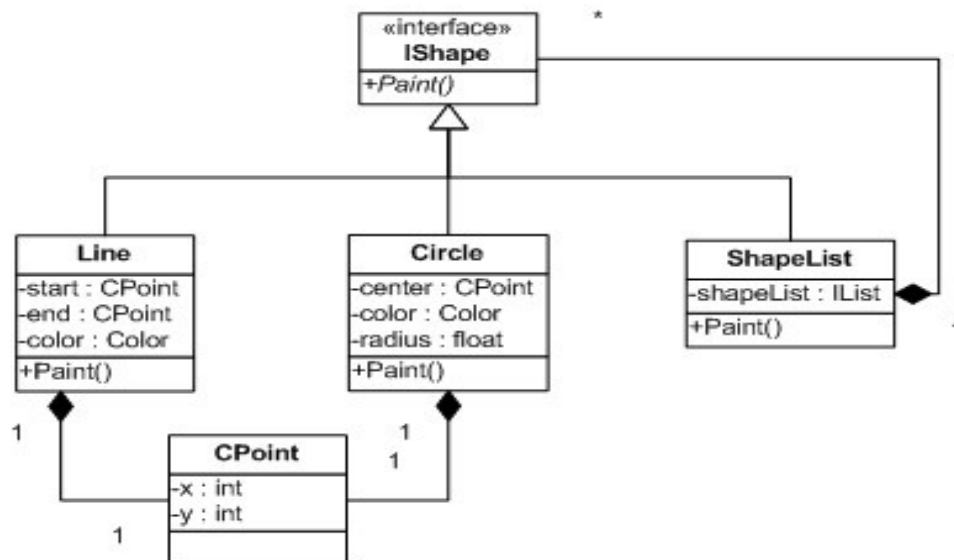 *
«interface»
IShape
+Paint()
Line
-start : CPoint
-end : CPoint
-color : Color
+Paint()
Circle
-center : CPoint
-color : Color
-radius : float
+Paint()
ShapeList
-shapeList : IList
+Paint()
1
1
1
CPoint
-x : int
-y : int
1